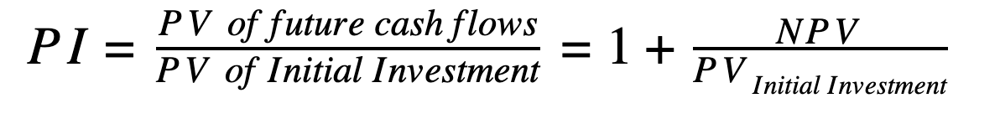 PI = PV of future cash flows / PV of Initial Investment = 1 + NPV / PV Initial Investment